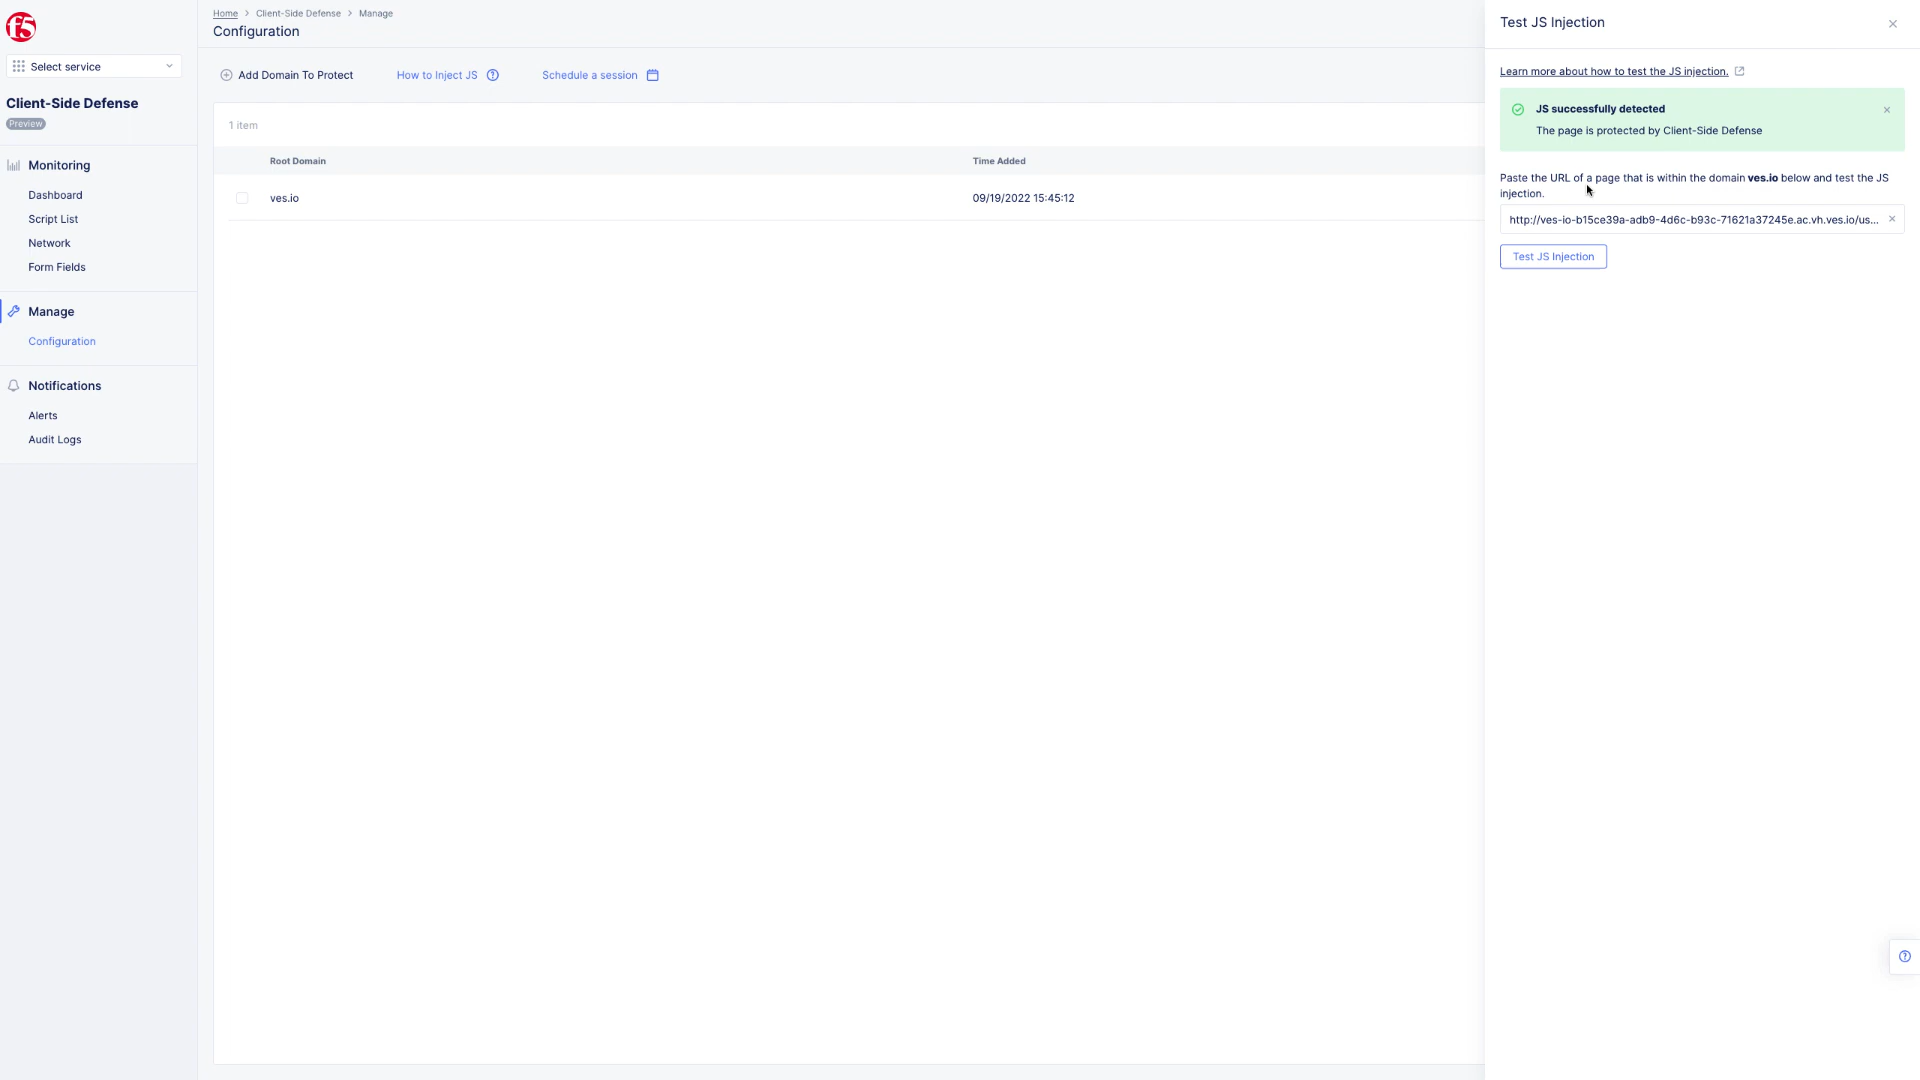 f5
Select service
Client-Side Defense
Preview
Monitoring
Dashboard
Script List
Network
Form Fields
Manage
Configuration
Notifications
Alerts
Audit Logs
Home > Client-Side Defense > Manage
Configuration
Add Domain To Protect How to Inject JS Schedule a session
1 item
Root Domain Time Added
ves.io 09/19/2022 15:45:12
Test JS Injection
Learn more about how to test the JS injection.
JS successfully detected
The page is protected by Client-Side Defense
Paste the URL of a page that is within the domain ves.io below and test the JS
injection.
http://ves-io-b15ce39a-adb9-4d6c-b93c-71621a37245e.ac.vh.ves.io/us...
Test JS Injection